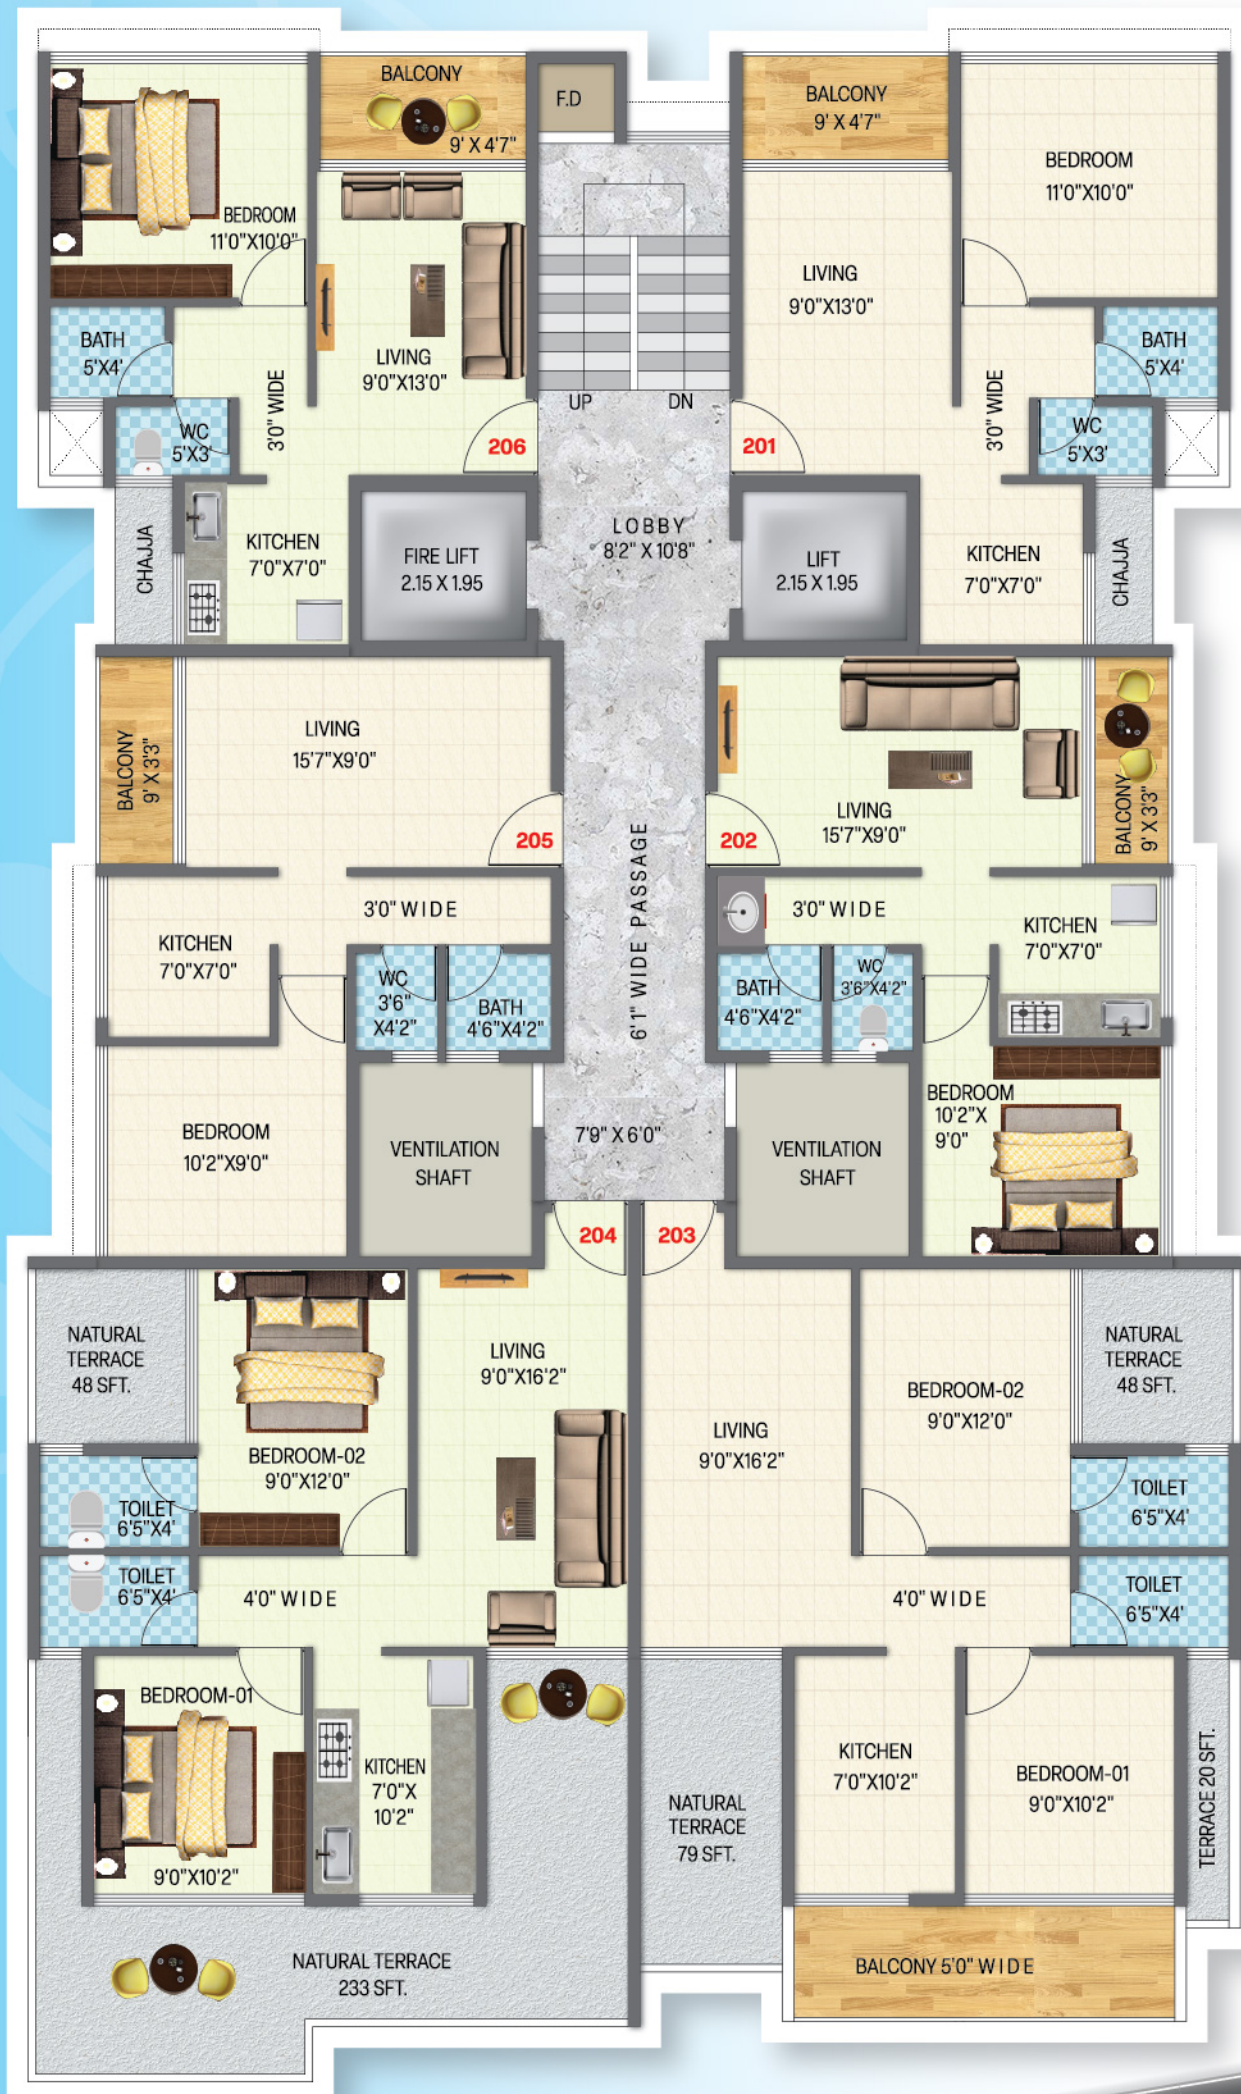 BALCONY
9' X 4'7"
F.D
BALCONY
9' X 4'7"
BEDROOM
11'0"X10'0"
BEDROOM
11'0"X10'0"
LIVING
9'0"X13'0"
BATH
5'X4'
LIVING
9'0"X13'0"
BATH
5'X4'
3'0" WIDE
UP
DN
3'0" WIDE
WC
5'X3'
206
201
WC
5'X3'
CHAJJA
KITCHEN
7'0"X7'0"
FIRE LIFT
2.15 X 1.95
LOBBY
8'2" X 10'8"
LIFT
2.15 X 1.95
KITCHEN
7'0"X7'0"
CHAJJA
BALCONY
9' X 3'3"
LIVING
15'7"X9'0"
205
6'1" WIDE PASSAGE
202
LIVING
15'7"X9'0"
BALCONY
9' X 3'3"
3'0" WIDE
3'0" WIDE
KITCHEN
7'0"X7'0"
KITCHEN
7'0"X7'0"
WC
3'6"
X4'2"
BATH
4'6"X4'2"
BATH
4'6"X4'2"
WC
3'6"X4'2"
BEDROOM
10'2"X9'0"
VENTILATION
SHAFT
7'9" X 6'0"
VENTILATION
SHAFT
BEDROOM
10'2"X
9'0"
204
203
NATURAL
TERRACE
48 SFT.
LIVING
9'0"X16'2"
BEDROOM-02
9'0"X12'0"
NATURAL
TERRACE
48 SFT.
BEDROOM-02
9'0"X12'0"
LIVING
9'0"X16'2"
TOILET
6'5"X4'
TOILET
6'5"X4'
TOILET
6'5"X4'
4'0" WIDE
4'0" WIDE
TOILET
6'5"X4'
BEDROOM-01
9'0"X10'2"
KITCHEN
7'0"X
10'2"
NATURAL
TERRACE
79 SFT.
KITCHEN
7'0"X10'2"
BEDROOM-01
9'0"X10'2"
TERRACE 20 SFT.
NATURAL TERRACE
233 SFT.
BALCONY 5'0" WIDE